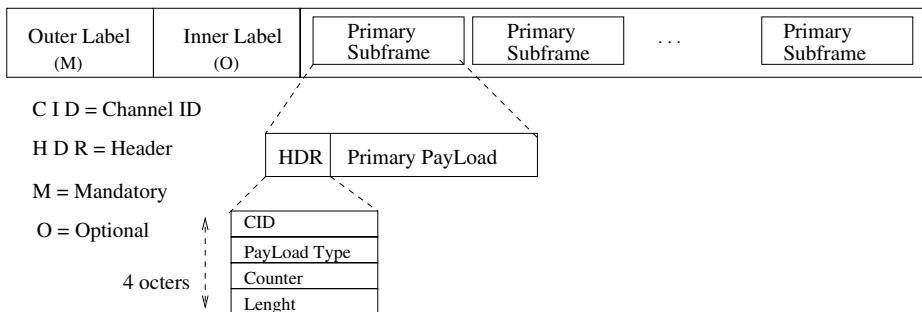 Outer Label
(M)
Inner Label
(O)
Primary
Subframe
Primary
Subframe
...
Primary
Subframe
C I D = Channel ID
H D R = Header
M = Mandatory
O = Optional
HDR
Primary PayLoad
4 octers
CID
PayLoad Type
Counter
Lenght